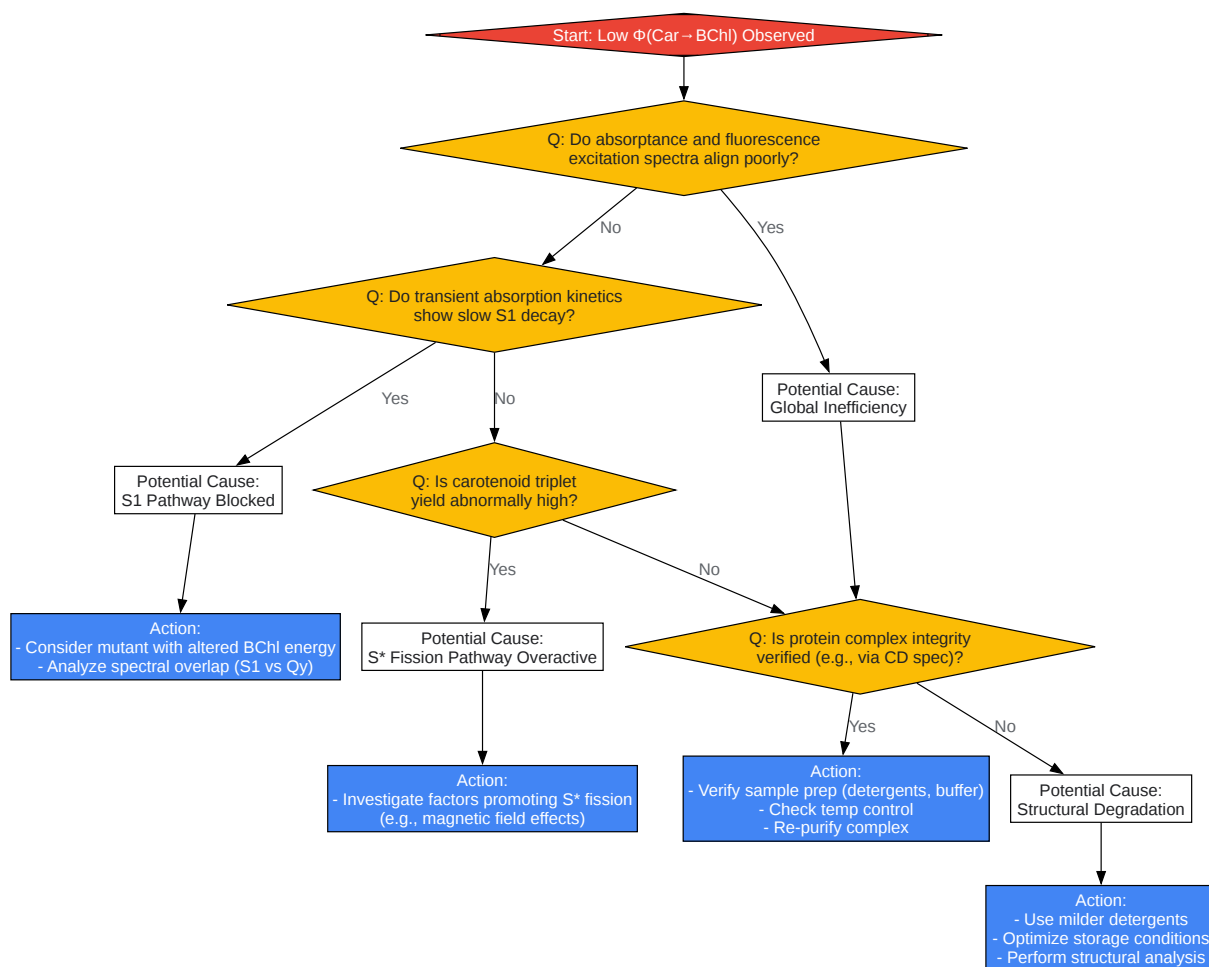 Start: Low Φ(Car→BChl) Observed
Q: Do absorptance and fluorescence
excitation spectra align poorly?
No
Yes
Q: Do transient absorption kinetics
show slow S1 decay?
Yes
No
Potential Cause:
Global Inefficiency
Potential Cause:
S1 Pathway Blocked
Q: Is carotenoid triplet
yield abnormally high?
Yes
No
Action:
- Consider mutant with altered BChl energy
- Analyze spectral overlap (S1 vs Qy)
Potential Cause:
S* Fission Pathway Overactive
Q: Is protein complex integrity
verified (e.g., via CD spec)?
Yes
No
Action:
- Investigate factors promoting S* fission
(e.g., magnetic field effects)
Action:
- Verify sample prep (detergents, buffer)
- Check temp control
- Re-purify complex
Potential Cause:
Structural Degradation
Action:
- Use milder detergents
- Optimize storage conditions
- Perform structural analysis